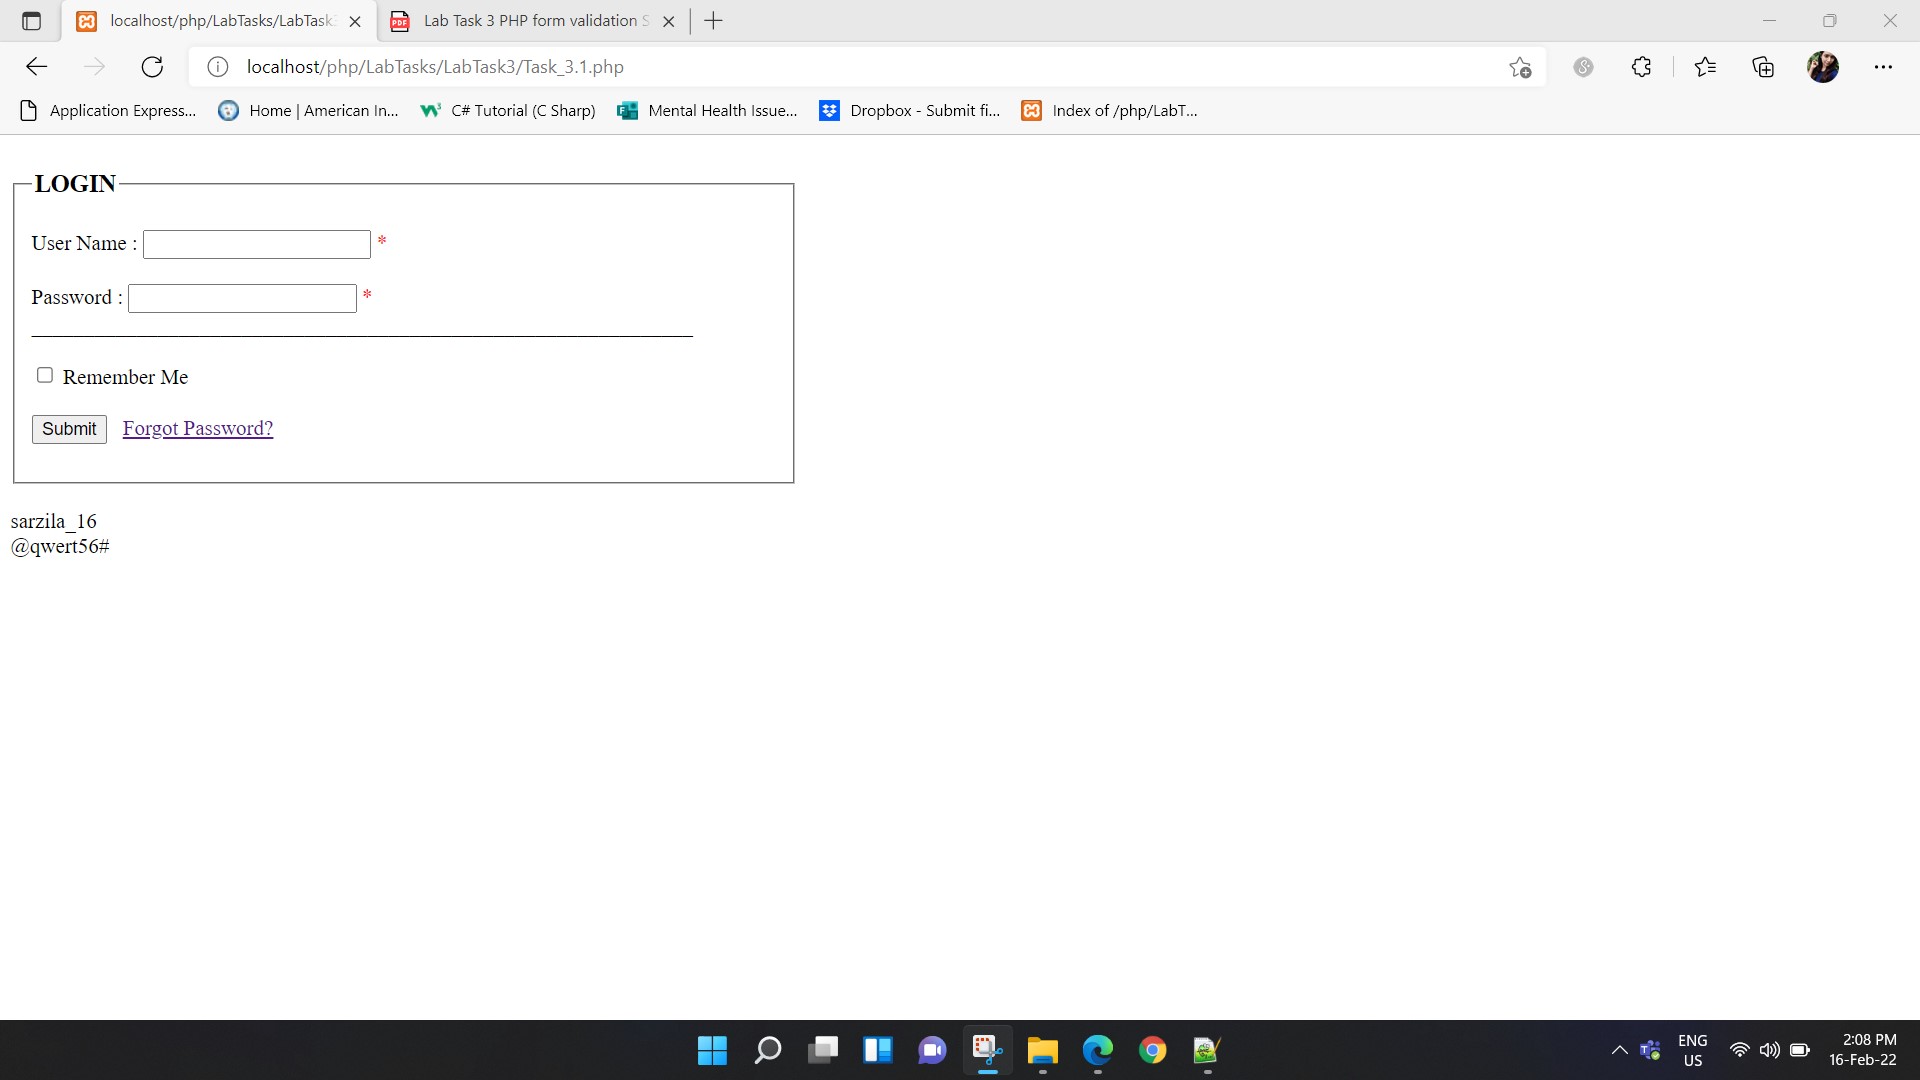 localhost/php/LabTasks/LabTask
Lab Task 3 PHP form validation S
localhost/php/LabTasks/LabTask3/Task_3.1.php
Application Express...
Home | American In...
C# Tutorial (C Sharp)
Mental Health Issue...
Dropbox - Submit fi...
Index of /php/LabT...
LOGIN
User Name : *
Password : *
Remember Me
Submit Forgot Password?
sarzila_16
@qwert56#
ENG
US
2:08 PM
16-Feb-22